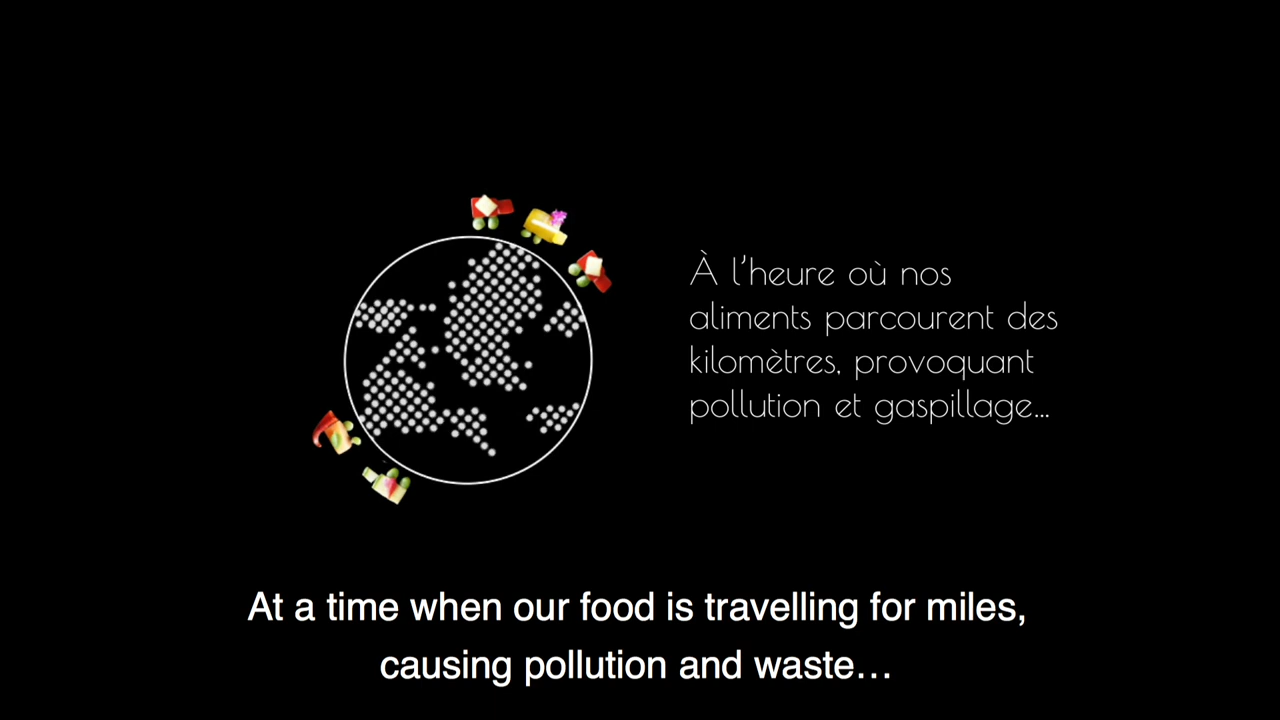 À l’heure où nos
aliments parcourent des
kilomètres, provoquant
pollution et gaspillage...
At a time when our food is travelling for miles,
causing pollution and waste…